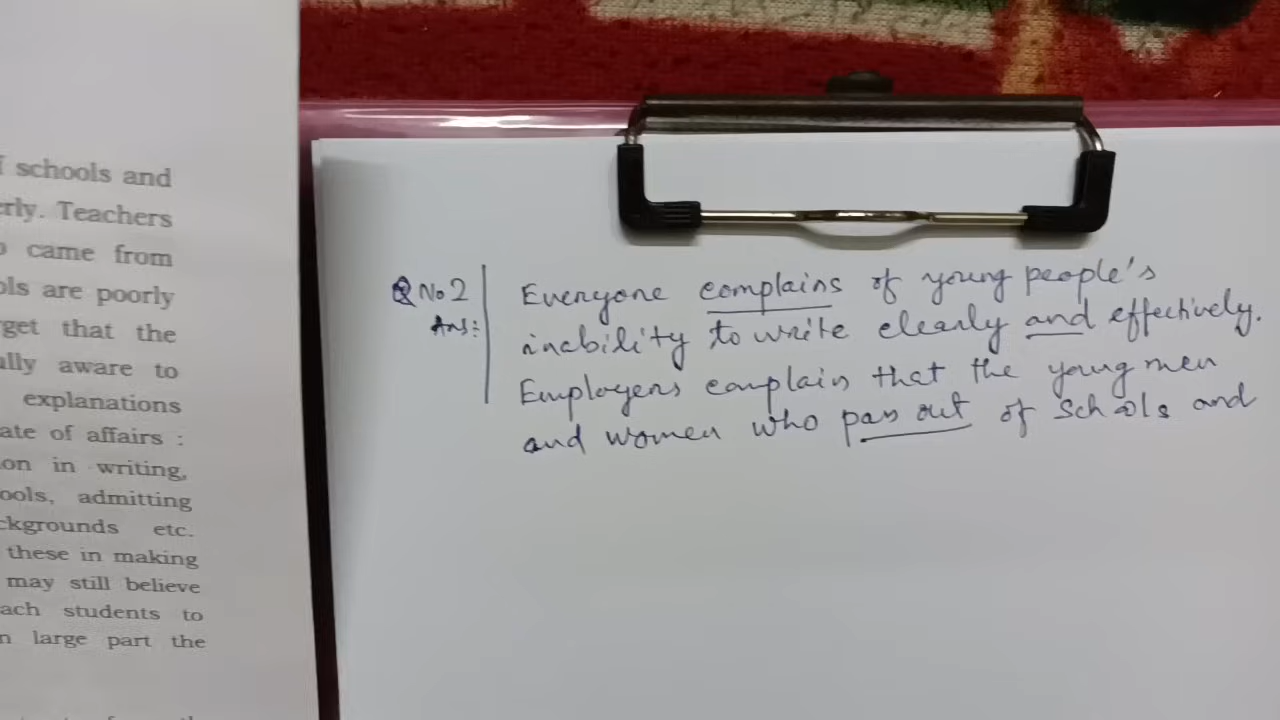 schools and
erly. Teachers
came from
ols are poorly
get that the
ally aware to
explanations
ate of affairs :
on in writing,
ools, admitting
ckgrounds etc.
these in making
may still believe
ach students to
n large part the
Q No 2
Ans:
Everyone complains of young people's
inability to write clearly and effectively.
Employers complain that the young men
and women who pass out of Schools and